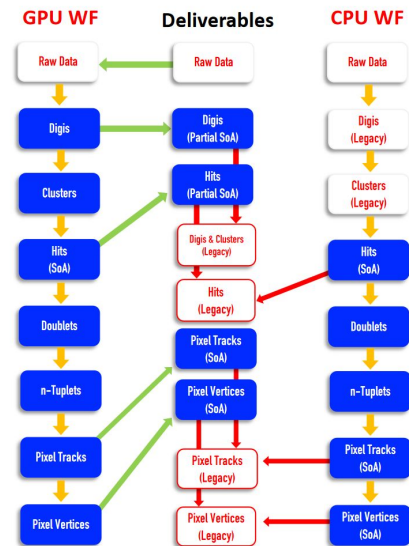 GPU WF
Raw Data
Digis
Clusters
Hits
(SoA)
Doublets
n-Tuplets
Pixel Tracks
Pixel Vertices
Deliverables
Raw Data
Digis
(Partial SoA)
Hits
(Partial SoA)
Digis & Clusters
(Legacy)
Hits
(Legacy)
Pixel Tracks
(SoA)
Pixel Vertices
(SoA)
Pixel Tracks
(Legacy)
Pixel Vertices
(Legacy)
CPU WF
Raw Data
Digis
(Legacy)
Clusters
(Legacy)
Hits
(SoA)
Doublets
n-Tuplets
Pixel Tracks
(SoA)
Pixel Vertices
(SoA)